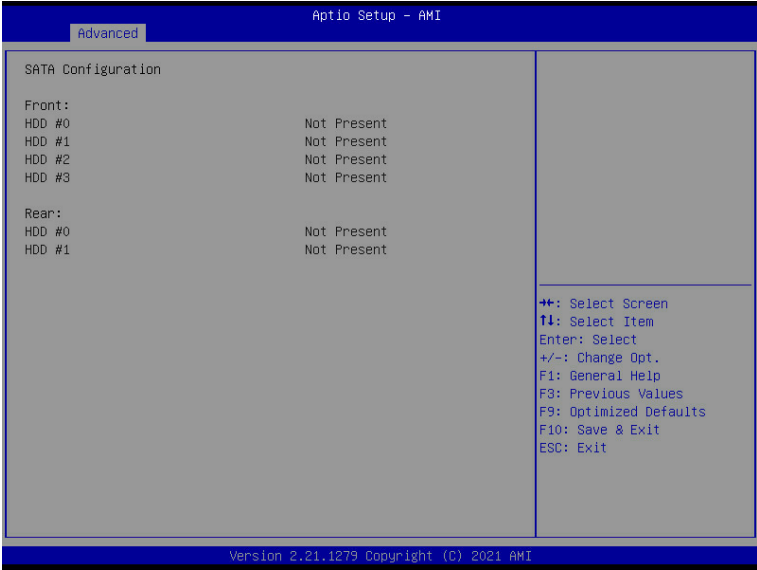 Aptio Setup – AMI
Advanced
SATA Configuration
Front:
HDD #0 Not Present
HDD #1 Not Present
HDD #2 Not Present
HDD #3 Not Present
Rear:
HDD #0 Not Present
HDD #1 Not Present
→←: Select Screen
↑↓: Select Item
Enter: Select
+/-: Change Opt.
F1: General Help
F3: Previous Values
F9: Optimized Defaults
F10: Save & Exit
ESC: Exit
Version 2.21.1279 Copyright (C) 2021 AMI